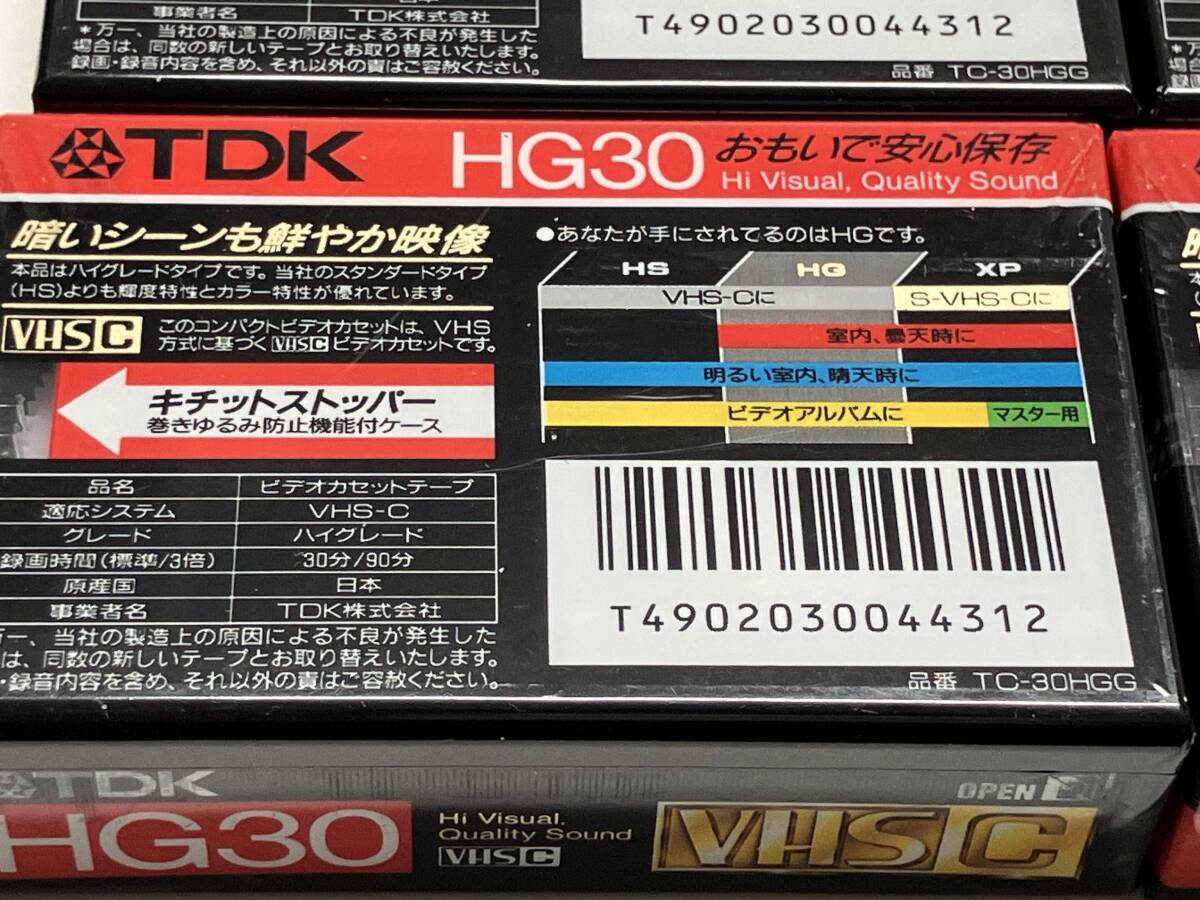 事業者名 TDK株式会社
*万一、当社の製造上の原因による不良が発生した
場合は、同数の新しいテープとお取り替えいたします。
録画・録音内容を含め、それ以外の責はご容赦ください。
T4902030044312
品番 TC-30HGG
TDK HG30 おもいで安心保存
Hi Visual, Quality Sound
暗いシーンも鮮やか映像
本品はハイグレードタイプです。当社のスタンダードタイプ
(HS)よりも輝度特性とカラー特性が優れています。
VHSC このコンパクトビデオカセットは、VHS
方式に基づくVHSCビデオカセットです。
キチットストッパー
巻きゆるみ防止機能付ケース
●あなたが手にされてるのはHGです。
HS HG XP
VHS-Cに S-VHS-Cに
室内、曇天時に
明るい室内、晴天時に
ビデオアルバムに マスター用
品名 ビデオカセットテープ
適応システム VHS-C
グレード ハイグレード
録画時間(標準/3倍) 30分/90分
原産国 日本
事業者名 TDK株式会社
万一、当社の製造上の原因による不良が発生した
は、同数の新しいテープとお取り替えいたします。
・録音内容を含め、それ以外の責はご容赦ください。
T4902030044312
品番 TC-30HGG
TDK
HG30
Hi Visual,
Quality Sound
VHSC
OPEN
VHSC